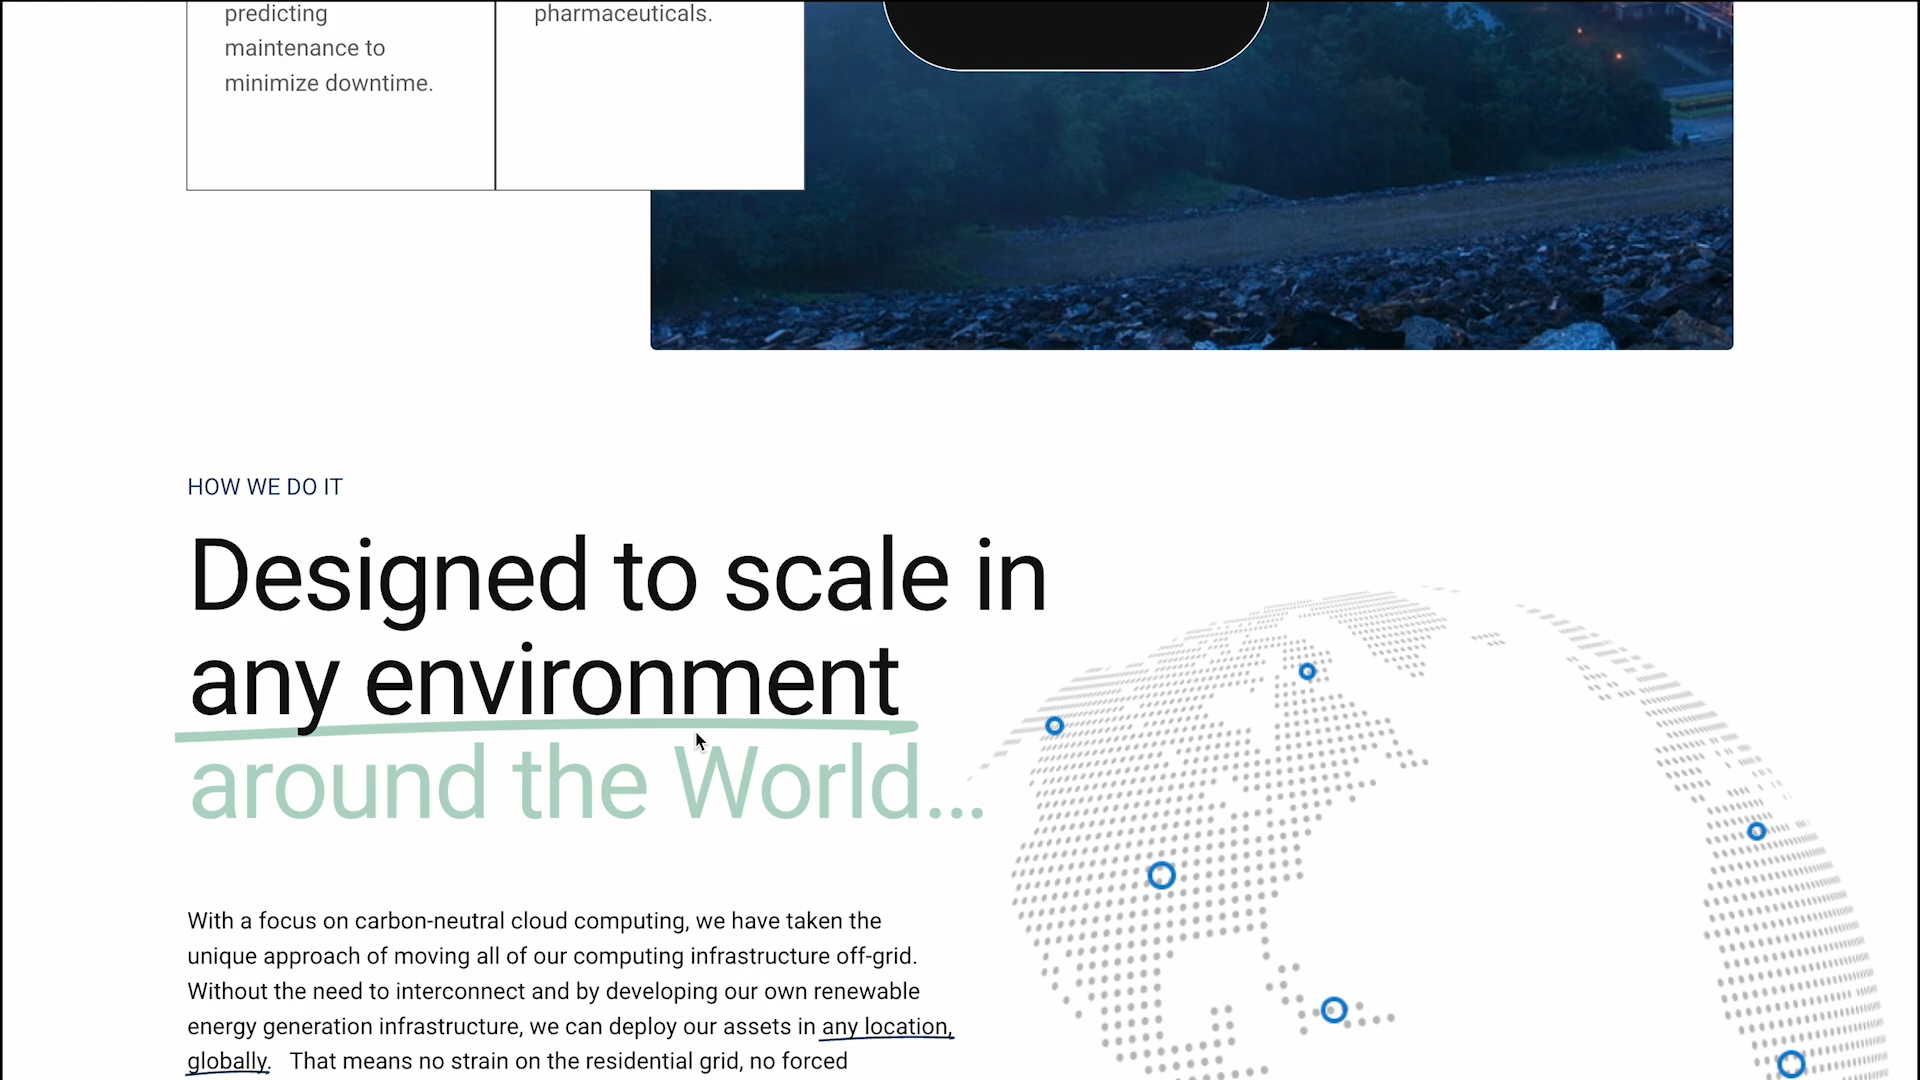 predicting
maintenance to
minimize downtime.
pharmaceuticals.
HOW WE DO IT
Designed to scale in
any environment
around the World...
With a focus on carbon-neutral cloud computing, we have taken the
unique approach of moving all of our computing infrastructure off-grid.
Without the need to interconnect and by developing our own renewable
energy generation infrastructure, we can deploy our assets in any location,
globally. That means no strain on the residential grid, no forced